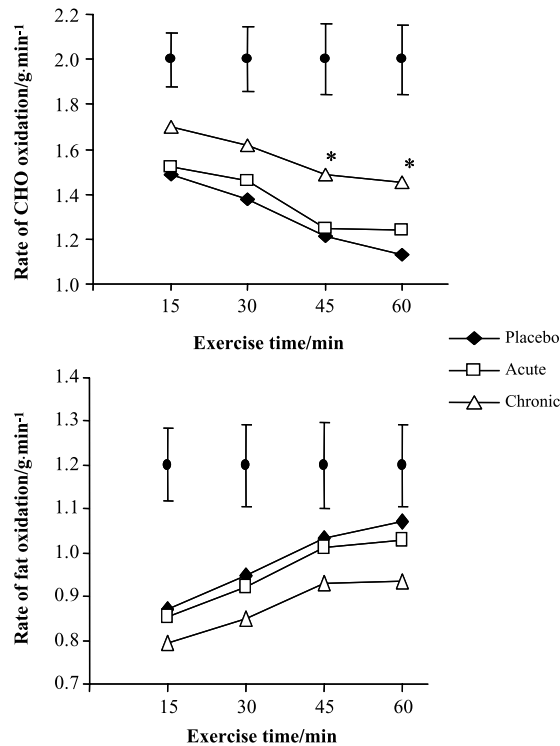 2.2
2.0
1.8
1.6
1.4
1.2
1.0
Rate of CHO oxidation/g·min-1
* *
15 30 45 60
Exercise time/min
Placebo
Acute
Chronic
1.4
1.3
1.2
1.1
1.0
0.9
0.8
0.7
Rate of fat oxidation/g·min-1
15 30 45 60
Exercise time/min